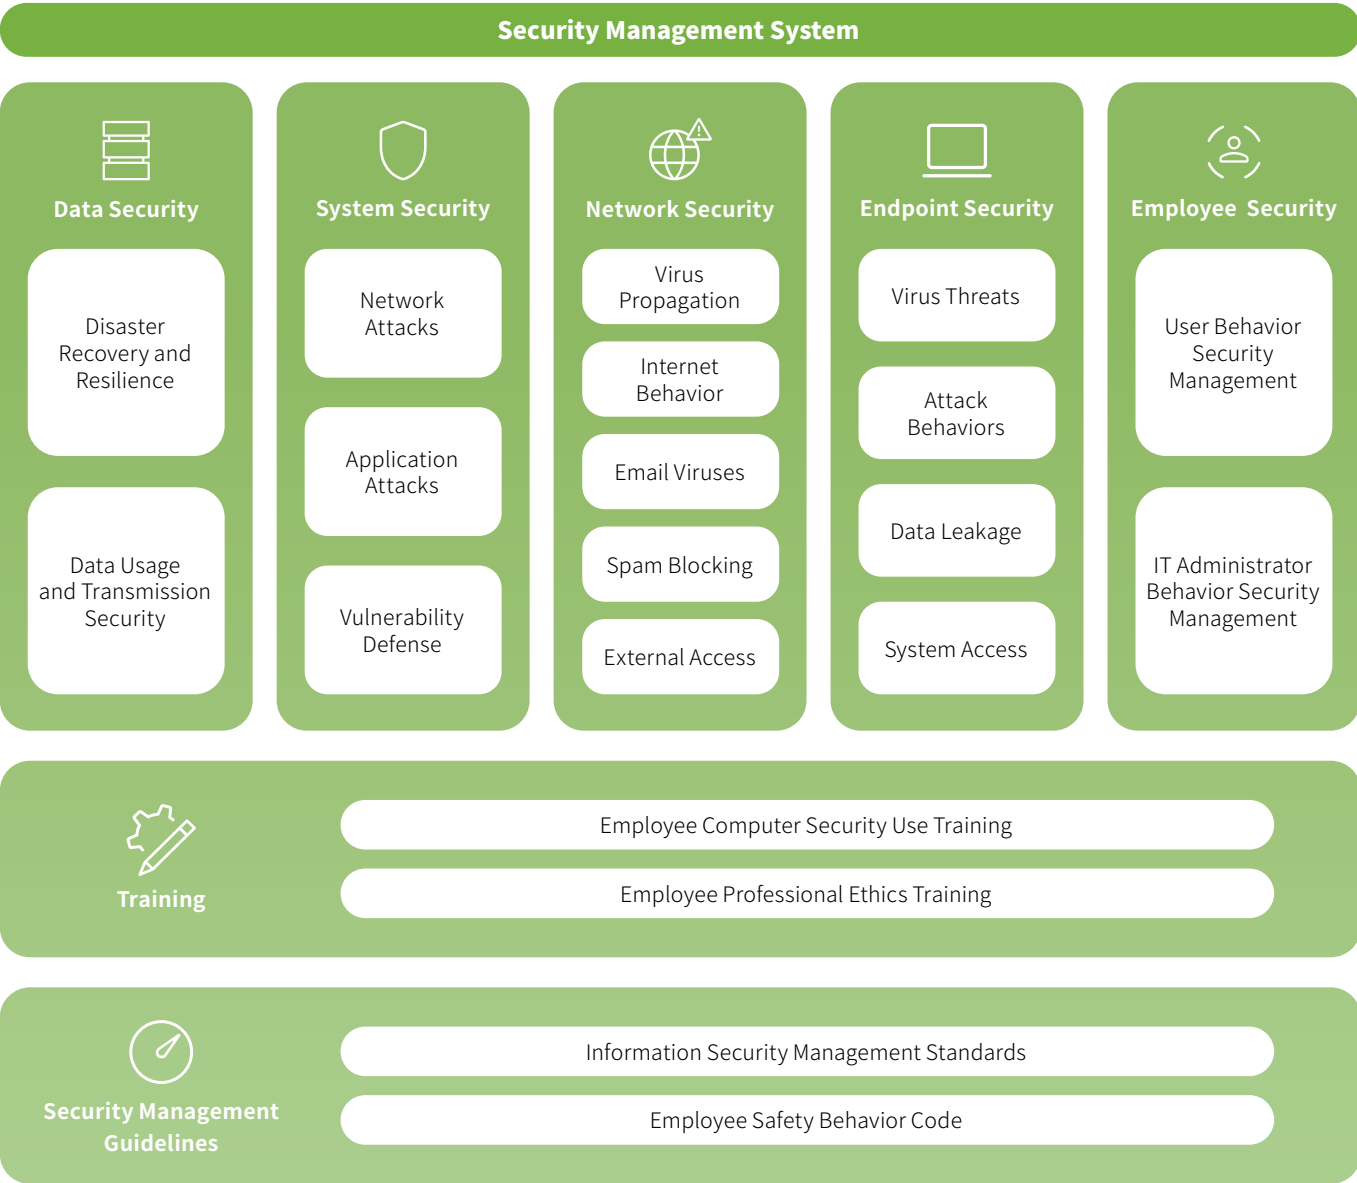 Security Management System
Data Security
Disaster
Recovery and
Resilience
Data Usage
and Transmission
Security
System Security
Network
Attacks
Application
Attacks
Vulnerability
Defense
Network Security
Virus
Propagation
Internet
Behavior
Email Viruses
Spam Blocking
External Access
Endpoint Security
Virus Threats
Attack
Behaviors
Data Leakage
System Access
Employee Security
User Behavior
Security
Management
IT Administrator
Behavior Security
Management
Training
Employee Computer Security Use Training
Employee Professional Ethics Training
Security Management
Guidelines
Information Security Management Standards
Employee Safety Behavior Code